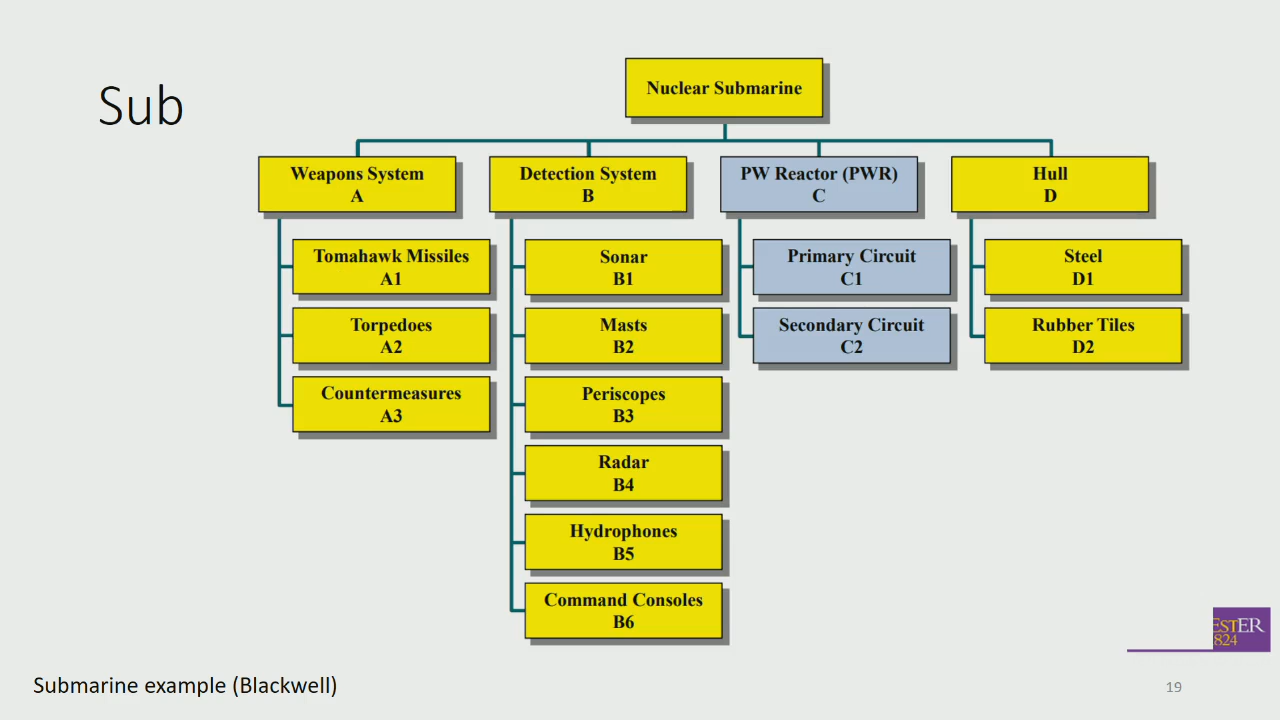 Sub
Nuclear Submarine
Weapons System
A
Tomahawk Missiles
A1
Torpedoes
A2
Countermeasures
A3
Detection System
B
Sonar
B1
Masts
B2
Periscopes
B3
Radar
B4
Hydrophones
B5
Command Consoles
B6
PW Reactor (PWR)
C
Primary Circuit
C1
Secondary Circuit
C2
Hull
D
Steel
D1
Rubber Tiles
D2
ESTER
824
Submarine example (Blackwell)
19